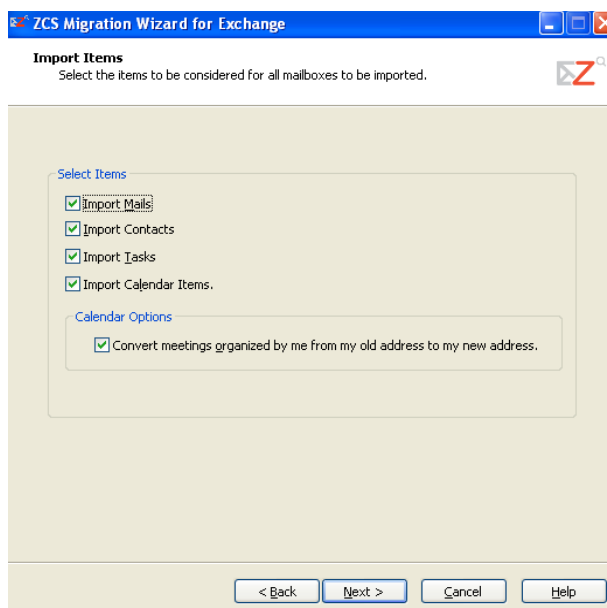 ZCS Migration Wizard for Exchange
Import Items
Select the items to be considered for all mailboxes to be imported.
Z
Select Items
Import Mails
Import Contacts
Import Tasks
Import Calendar Items.
Calendar Options
Convert meetings organized by me from my old address to my new address.
< Back Next > Cancel Help